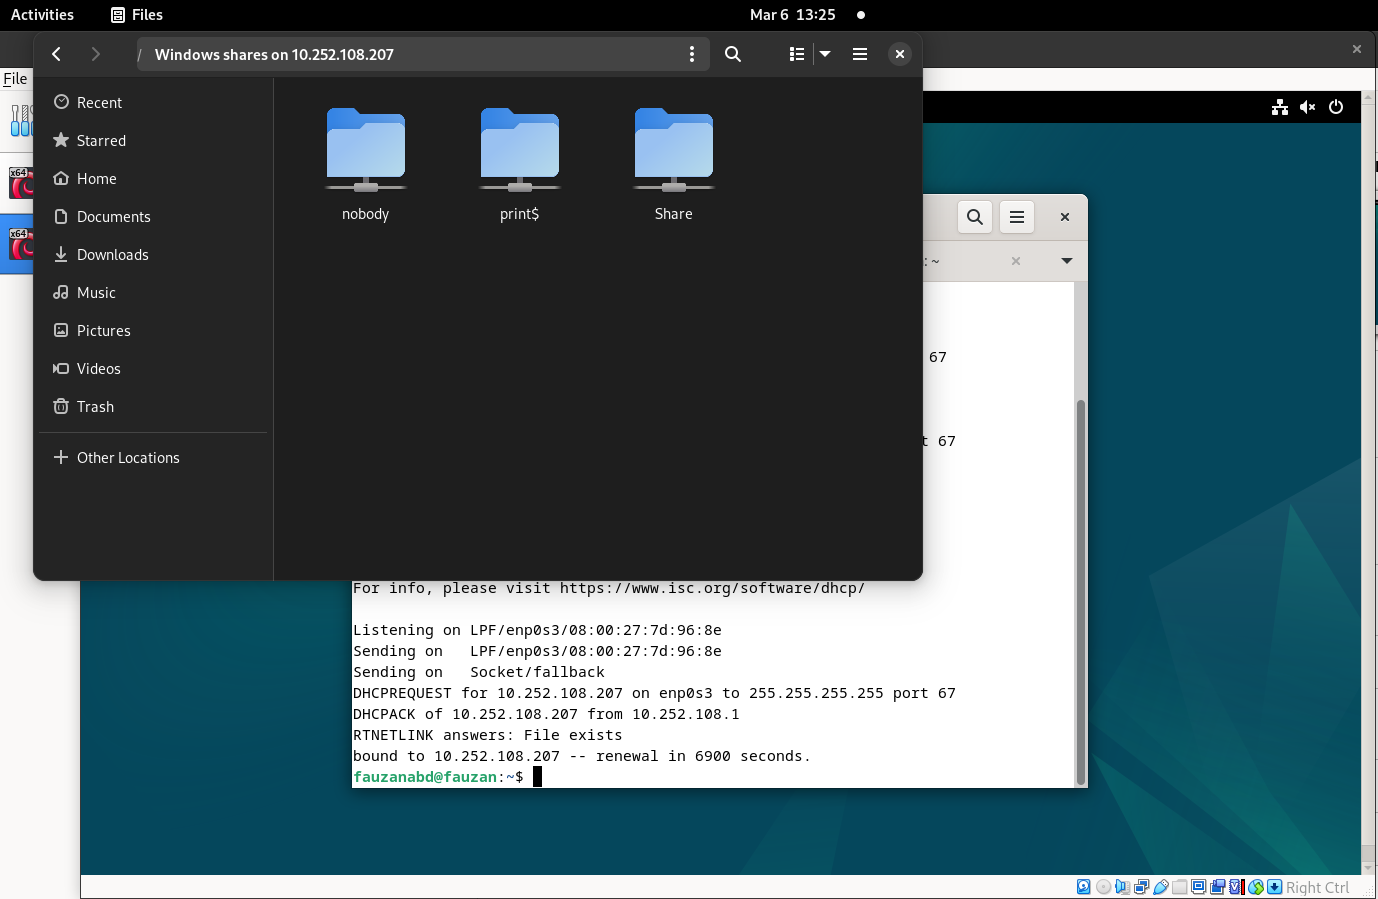 Activities
Files
Mar 6 13:25
/ Windows shares on 10.252.108.207
File
Recent
Starred
Home
Documents
Downloads
Music
Pictures
Videos
Trash
Other Locations
nobody
print$
Share
x64
x64
: ~
67
t 67
For info, please visit https://www.isc.org/software/dhcp/
Listening on LPF/enp0s3/08:00:27:7d:96:8e
Sending on   LPF/enp0s3/08:00:27:7d:96:8e
Sending on   Socket/fallback
DHCPREQUEST for 10.252.108.207 on enp0s3 to 255.255.255.255 port 67
DHCPACK of 10.252.108.207 from 10.252.108.1
RTNETLINK answers: File exists
bound to 10.252.108.207 -- renewal in 6900 seconds.
fauzanabd@fauzan:~$
Right Ctrl